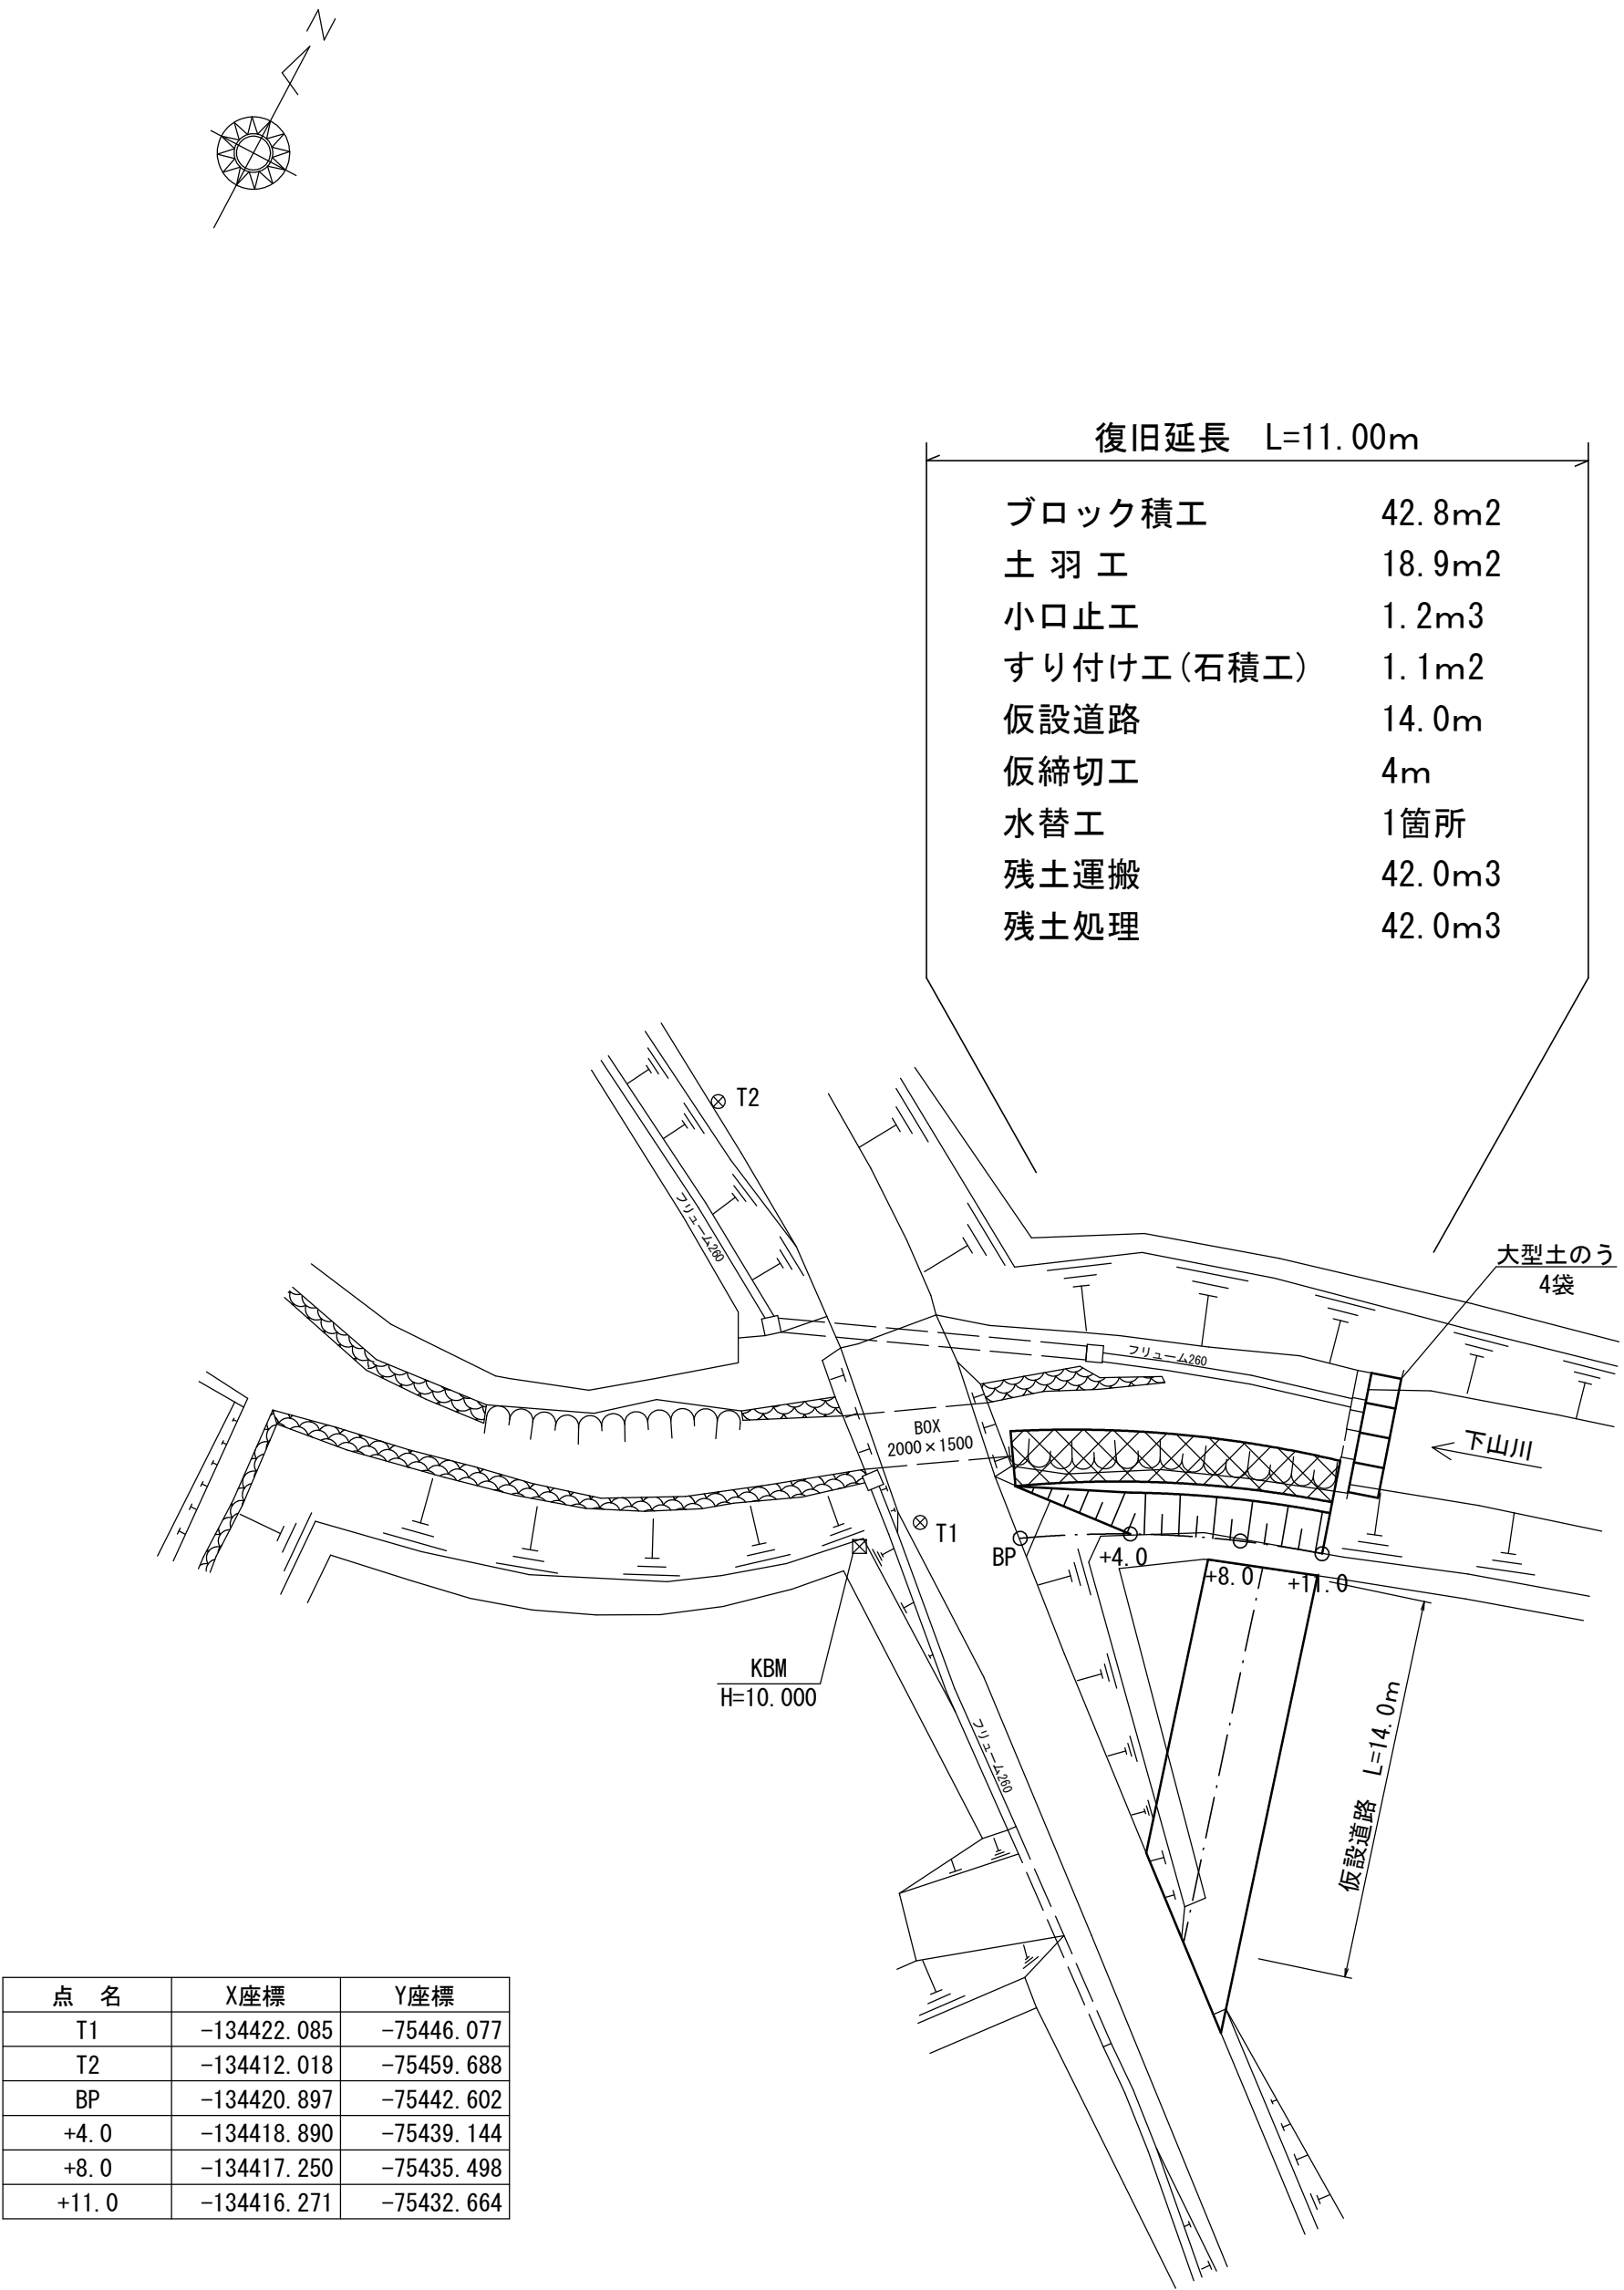 N
復旧延長　L=11.00m
ブロック積工 42.8m2
土 羽 工 18.9m2
小口止工 1.2m3
すり付け工(石積工) 1.1m2
仮設道路 14.0m
仮締切工 4m
水替工 1箇所
残土運搬 42.0m3
残土処理 42.0m3
T2
フリューム260
大型土のう
4袋
フリューム260
BOX
2000×1500
下山川
T1
BP
+4.0
+8.0
+11.0
KBM
H=10.000
フリューム260
仮設道路　L=14.0m
点　名 X座標 Y座標
T1 -134422.085 -75446.077
T2 -134412.018 -75459.688
BP -134420.897 -75442.602
+4.0 -134418.890 -75439.144
+8.0 -134417.250 -75435.498
+11.0 -134416.271 -75432.664